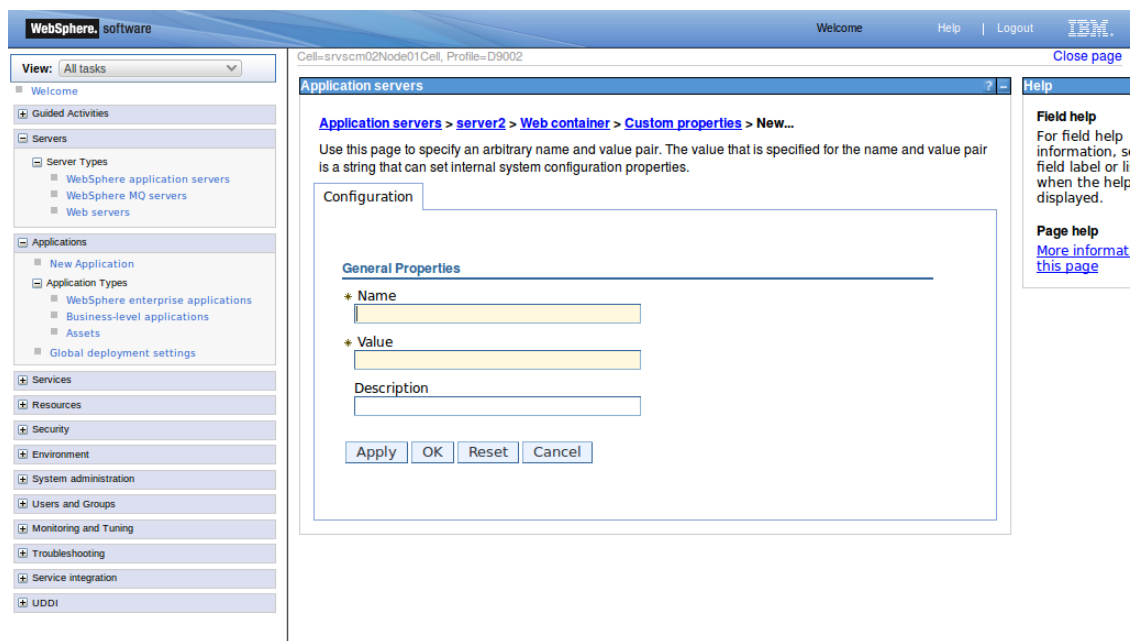 WebSphere. software
Welcome
Help | Logout
IBM.
View: All tasks
Welcome
Guided Activities
Servers
Server Types
WebSphere application servers
WebSphere MQ servers
Web servers
Applications
New Application
Application Types
WebSphere enterprise applications
Business-level applications
Assets
Global deployment settings
Services
Resources
Security
Environment
System administration
Users and Groups
Monitoring and Tuning
Troubleshooting
Service integration
UDDI
Cell=srvscm02Node01Cell, Profile=D9002
Close page
Application servers
? –
Application servers > server2 > Web container > Custom properties > New...
Use this page to specify an arbitrary name and value pair. The value that is specified for the name and value pair
is a string that can set internal system configuration properties.
Configuration
General Properties
* Name
* Value
Description
Apply
OK
Reset
Cancel
Help
Field help
For field help
information, s
field label or li
when the help
displayed.
Page help
More informat
this page